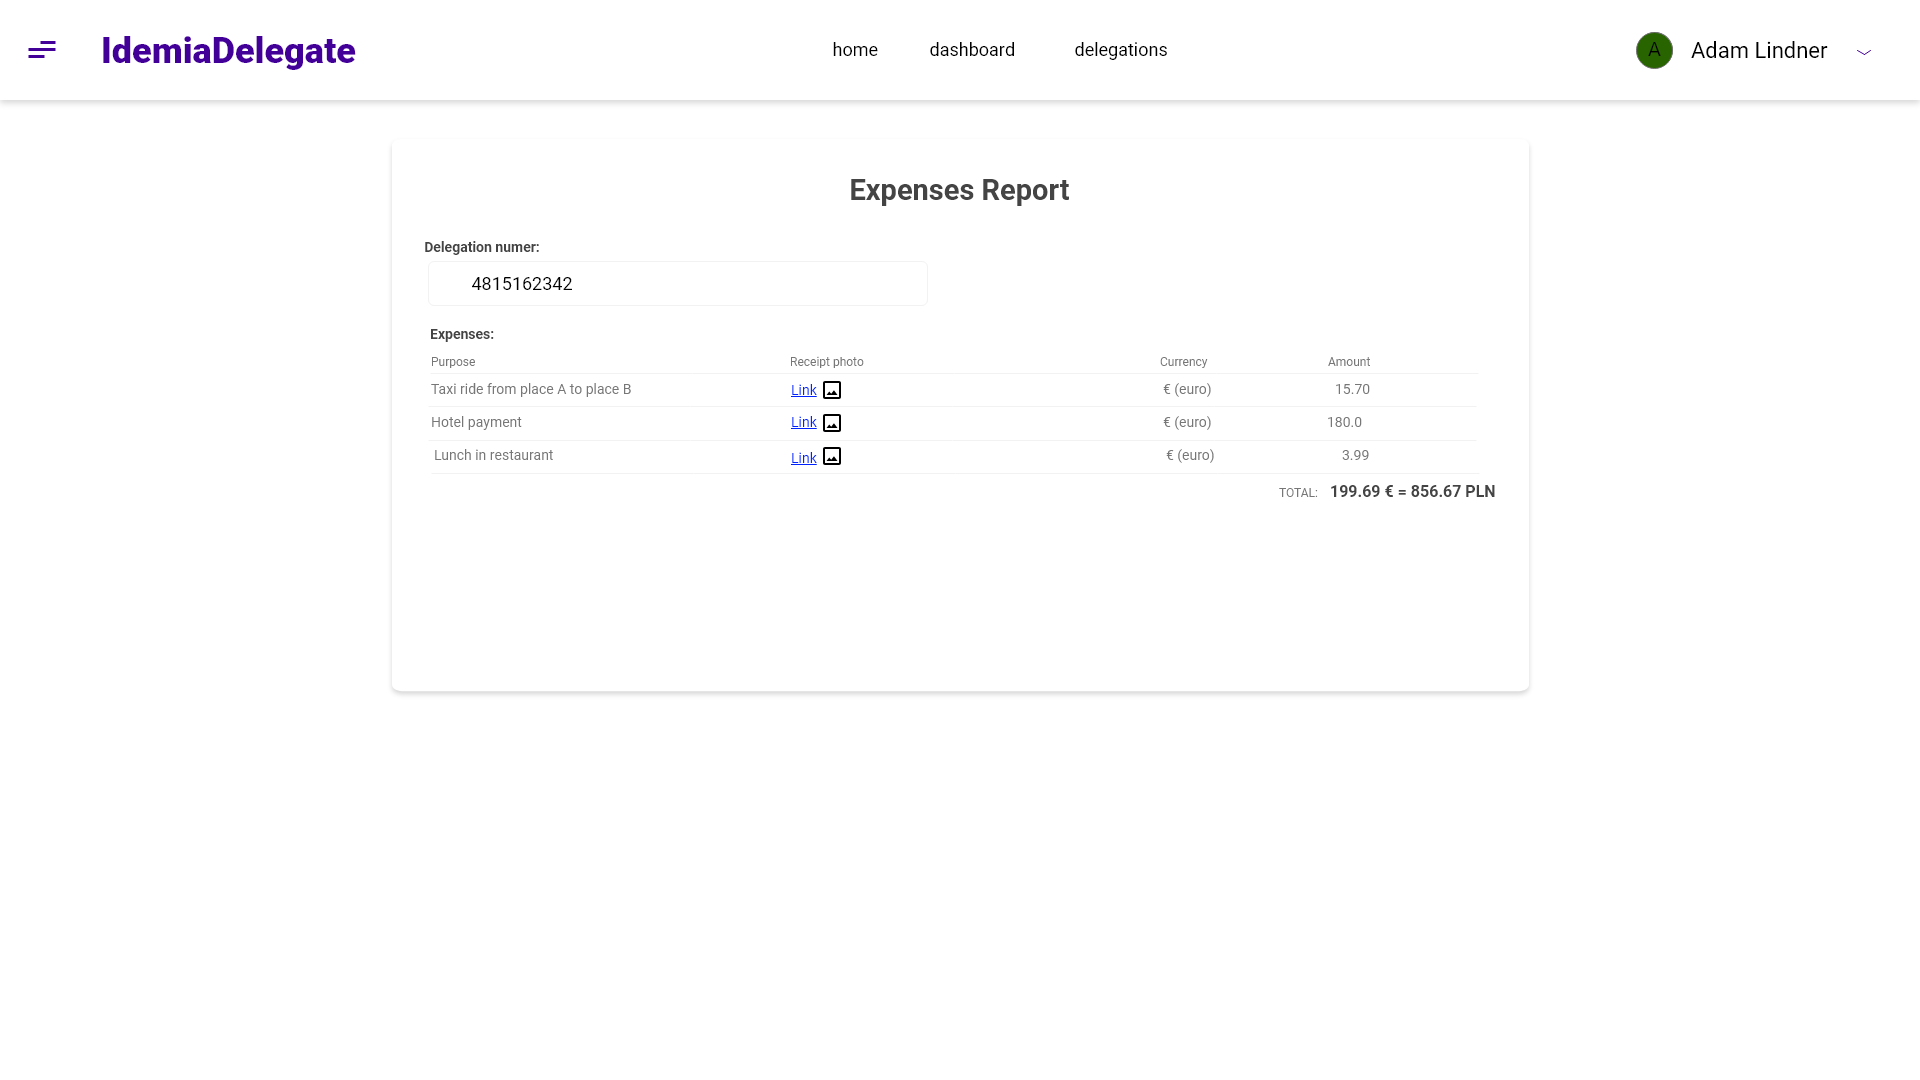 IdemiaDelegate home dashboard delegations A Adam Lindner
Expenses Report
Delegation numer:
4815162342
Expenses:
Purpose Receipt photo Currency Amount
Taxi ride from place A to place B Link € (euro) 15.70
Hotel payment Link € (euro) 180.0
Lunch in restaurant Link € (euro) 3.99
TOTAL: 199.69 € = 856.67 PLN